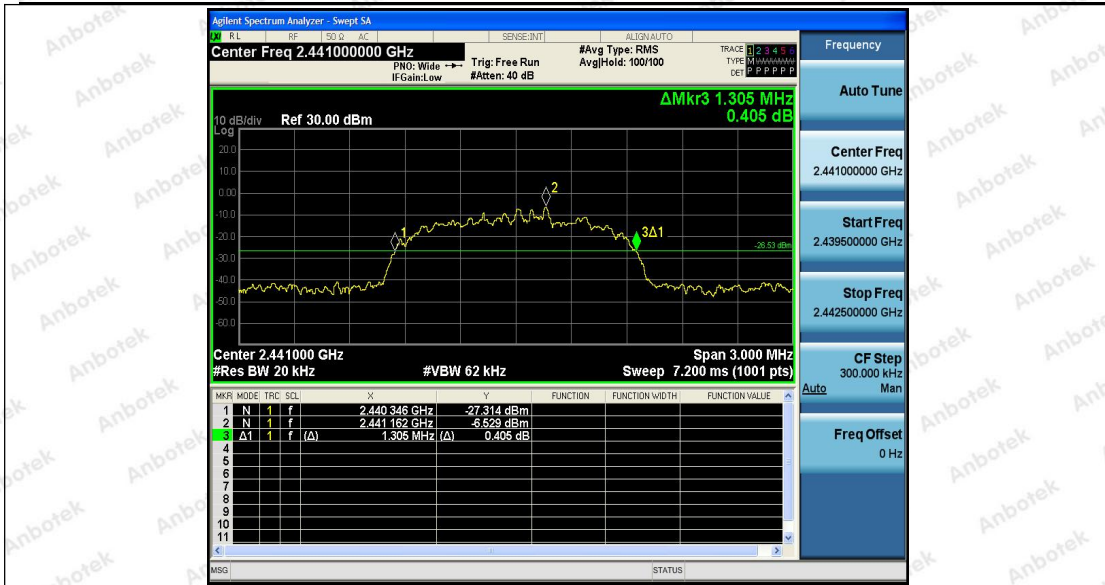 Agilent Spectrum Analyzer - Swept SA
RL RF 50 Ω AC SENSE:INT ALIGNAUTO
Center Freq 2.441000000 GHz
PNO: Wide
IFGain:Low
Trig: Free Run
#Atten: 40 dB
#Avg Type: RMS
Avg|Hold: 100/100
TRACE 1 2 3 4 5 6
TYPE M
DET P P P P P P
ΔMkr3 1.305 MHz
0.405 dB
10 dB/div Ref 30.00 dBm
Log
20.0
10.0
0.00
-10.0
-20.0
-30.0
-40.0
-50.0
-60.0
1
2
3Δ1
-26.53 dBm
Center 2.441000 GHz Span 3.000 MHz
#Res BW 20 kHz #VBW 62 kHz Sweep 7.200 ms (1001 pts)
MKR MODE TRC SCL X Y FUNCTION FUNCTION WIDTH FUNCTION VALUE
1 N 1 f 2.440 346 GHz -27.314 dBm
2 N 1 f 2.441 162 GHz -6.529 dBm
3 Δ1 1 f (Δ) 1.305 MHz (Δ) 0.405 dB
4
5
6
7
8
9
10
11
MSG STATUS
Frequency
Auto Tune
Center Freq
2.441000000 GHz
Start Freq
2.439500000 GHz
Stop Freq
2.442500000 GHz
CF Step
300.000 kHz
Auto Man
Freq Offset
0 Hz
Anbotek